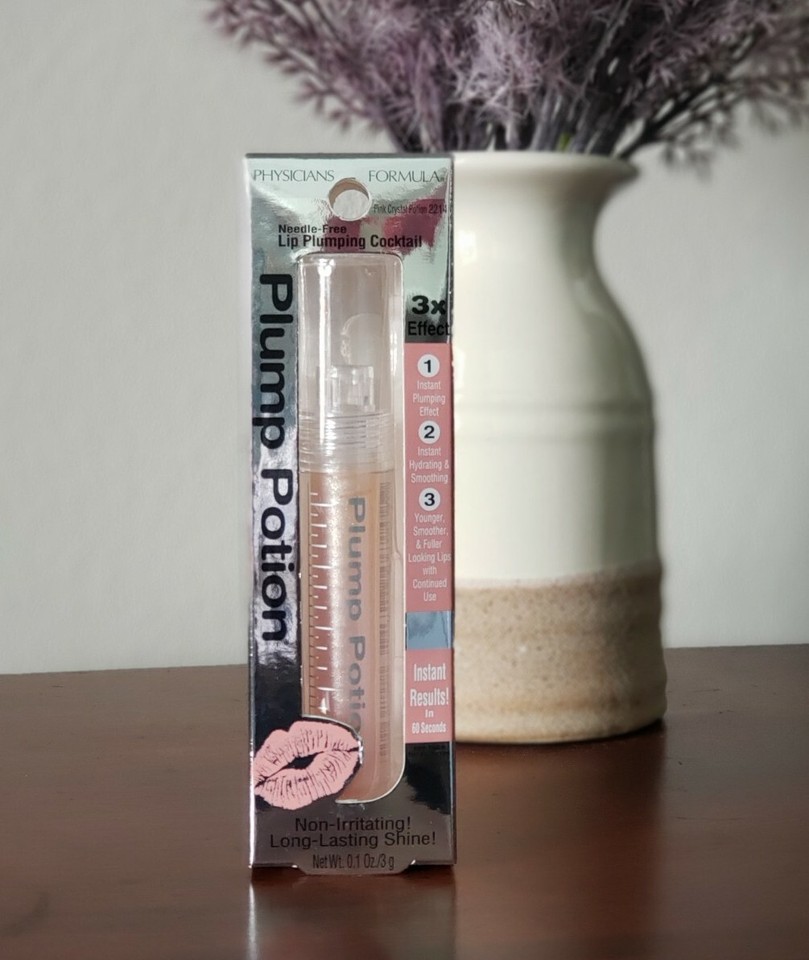 PHYSICIANS FORMULA
Pink Crystal Potion 2214
Needle-Free
Lip Plumping Cocktail
Plump Potion
3x
Effect
1
Instant
Plumping
Effect
2
Instant
Hydrating &
Smoothing
3
Younger,
Smoother,
& Fuller
Looking Lips
with
Continued
Use
Instant
Results!
In
60 Seconds
Plump Potio
Non-Irritating!
Long-Lasting Shine!
Net Wt. 0.1 Oz./3 g